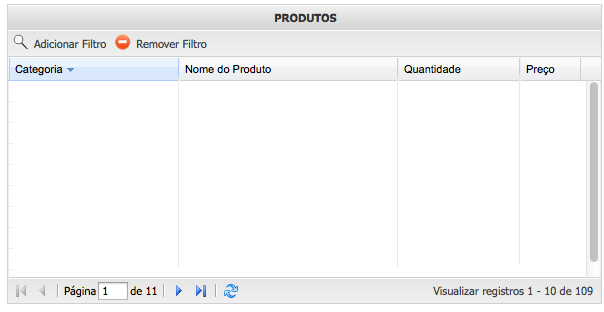 PRODUTOS
Adicionar Filtro Remover Filtro
Categoria Nome do Produto Quantidade Preço
Página 1 de 11 Visualizar registros 1 - 10 de 109